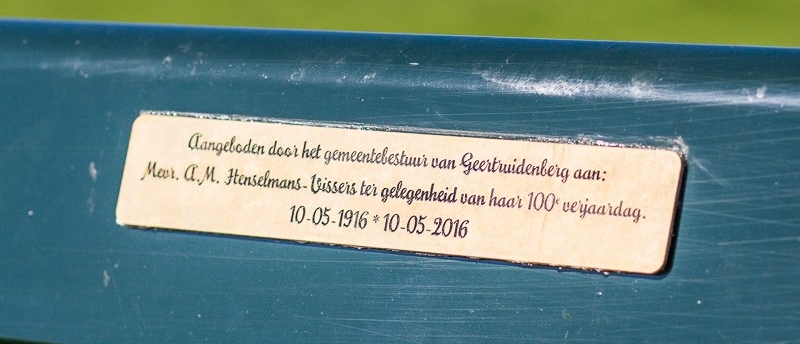 Aangeboden door het gemeentebestuur van Geertruidenberg aan:
Mevr. A.M. Henselmans-Vissers ter gelegenheid van haar 100e verjaardag.
10-05-1916 * 10-05-2016